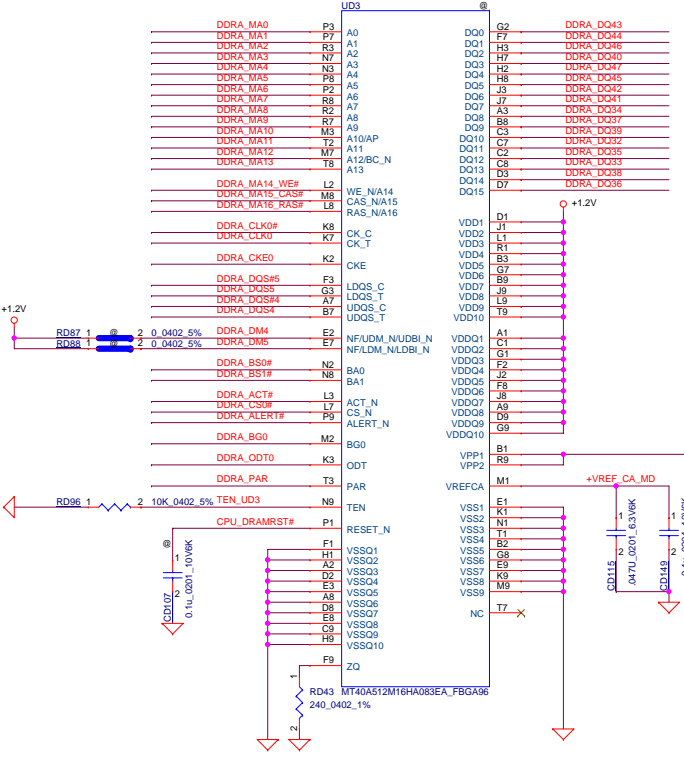 UD3 @
DDRA_MA0 P3 A0
DDRA_MA1 P7 A1
DDRA_MA2 R3 A2
DDRA_MA3 N7 A3
DDRA_MA4 N3 A4
DDRA_MA5 P8 A5
DDRA_MA6 P2 A6
DDRA_MA7 R8 A7
DDRA_MA8 R2 A8
DDRA_MA9 R7 A9
DDRA_MA10 M3 A10/AP
DDRA_MA11 T2 A11
DDRA_MA12 M7 A12/BC_N
DDRA_MA13 T8 A13
DDRA_MA14_WE# L2 WE_N/A14
DDRA_MA15_CAS# M8 CAS_N/A15
DDRA_MA16_RAS# L8 RAS_N/A16
DDRA_CLK0# K8 CK_C
DDRA_CLK0 K7 CK_T
DDRA_CKE0 K2 CKE
DDRA_DQS#5 F3 LDQS_C
DDRA_DQS5 G3 LDQS_T
DDRA_DQS#4 A7 UDQS_C
DDRA_DQS4 B7 UDQS_T
+1.2V
RD87 1 @ 2 0_0402_5% DDRA_DM4 E2 NF/UDM_N/UDBI_N
RD88 1 @ 2 0_0402_5% DDRA_DM5 E7 NF/LDM_N/LDBI_N
DDRA_BS0# N2 BA0
DDRA_BS1# N8 BA1
DDRA_ACT# L3 ACT_N
DDRA_CS0# L7 CS_N
DDRA_ALERT# P9 ALERT_N
DDRA_BG0 M2 BG0
DDRA_ODT0 K3 ODT
DDRA_PAR T3 PAR
RD96 1 2 10K_0402_5% TEN_UD3 N9 TEN
CPU_DRAMRST# P1 RESET_N
@ 1 2 CD107 0.1u_0201_10V6K
F1 VSSQ1
H1 VSSQ2
A2 VSSQ3
D2 VSSQ4
E3 VSSQ5
A8 VSSQ6
D8 VSSQ7
E8 VSSQ8
C9 VSSQ9
H9 VSSQ10
F9 ZQ
1 2 RD43
240_0402_1%
MT40A512M16HA083EA_FBGA96
DQ0 G2 DDRA_DQ43
DQ1 F7 DDRA_DQ44
DQ2 H3 DDRA_DQ46
DQ3 H7 DDRA_DQ40
DQ4 H2 DDRA_DQ47
DQ5 H8 DDRA_DQ45
DQ6 J3 DDRA_DQ42
DQ7 J7 DDRA_DQ41
DQ8 A3 DDRA_DQ34
DQ9 B8 DDRA_DQ37
DQ10 C3 DDRA_DQ39
DQ11 C7 DDRA_DQ32
DQ12 C2 DDRA_DQ35
DQ13 C8 DDRA_DQ33
DQ14 D3 DDRA_DQ38
DQ15 D7 DDRA_DQ36
+1.2V
VDD1 D1
VDD2 J1
VDD3 L1
VDD4 R1
VDD5 B3
VDD6 G7
VDD7 B9
VDD8 J9
VDD9 L9
VDD10 T9
VDDQ1 A1
VDDQ2 C1
VDDQ3 G1
VDDQ4 F2
VDDQ5 J2
VDDQ6 F8
VDDQ7 J8
VDDQ8 A9
VDDQ9 D9
VDDQ10 G9
VPP1 B1
VPP2 R9
VREFCA M1 +VREF_CA_MD
VSS1 E1
VSS2 K1
VSS3 N1
VSS4 T1
VSS5 B2
VSS6 G8
VSS7 E9
VSS8 K9
VSS9 M9
NC T7
1 2 CD115 .047U_0201_6.3V6K
1 2 CD149